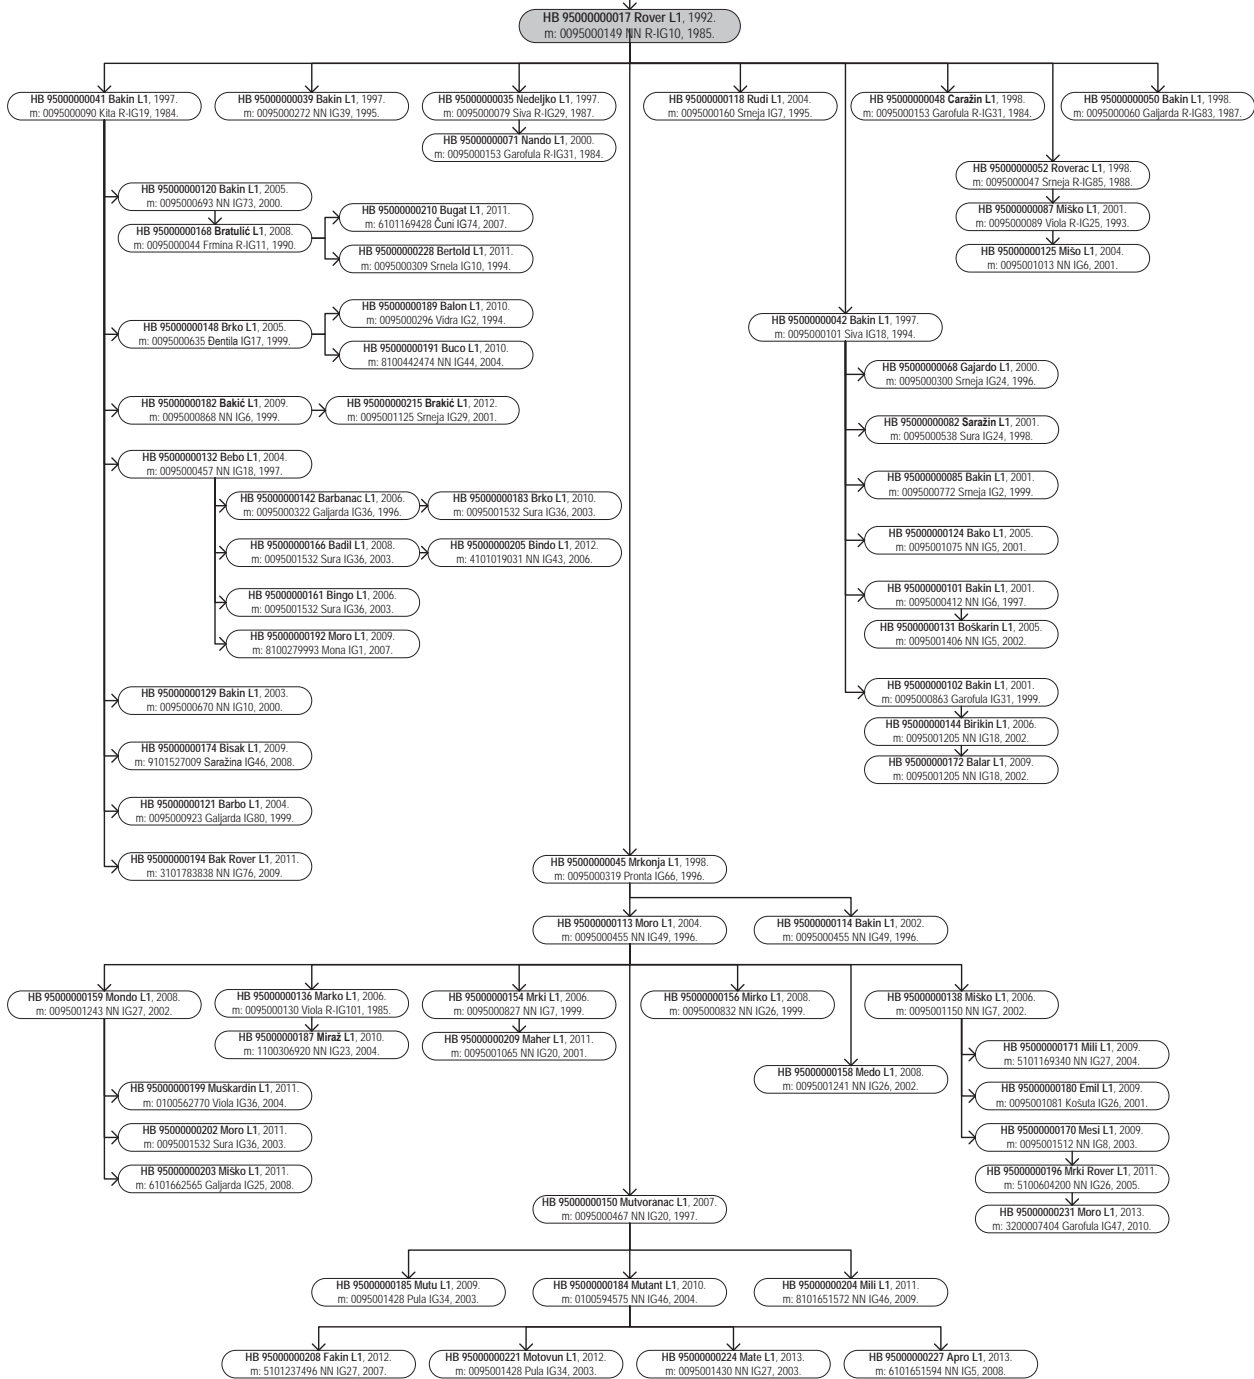 HB 95000000017 Rover L1, 1992.
m: 0095000149 NN R-IG10, 1985.
HB 95000000041 Bakin L1, 1997.
m: 0095000090 Kita R-IG19, 1984.
HB 95000000039 Bakin L1, 1997.
m: 0095000272 NN IG39, 1995.
HB 95000000035 Nedeljko L1, 1997.
m: 0095000079 Siva R-IG29, 1987.
HB 95000000118 Rudi L1, 2004.
m: 0095000160 Srneja IG7, 1995.
HB 95000000048 Čaražin L1, 1998.
m: 0095000153 Garofula R-IG31, 1984.
HB 95000000050 Bakin L1, 1998.
m: 0095000060 Galjarda R-IG83, 1987.
HB 95000000071 Nando L1, 2000.
m: 0095000153 Garofula R-IG31, 1984.
HB 95000000052 Roverac L1, 1998.
m: 0095000047 Srneja R-IG85, 1988.
HB 95000000087 Miško L1, 2001.
m: 0095000089 Viola R-IG25, 1993.
HB 95000000125 Mišo L1, 2004.
m: 0095001013 NN IG6, 2001.
HB 95000000120 Bakin L1, 2005.
m: 0095000693 NN IG73, 2000.
HB 95000000168 Bratulić L1, 2008.
m: 0095000044 Frmina R-IG11, 1990.
HB 95000000210 Bugat L1, 2011.
m: 6101169428 Čuni IG74, 2007.
HB 95000000228 Bertold L1, 2011.
m: 0095000309 Srnela IG10, 1994.
HB 95000000148 Brko L1, 2005.
m: 0095000635 Đentila IG17, 1999.
HB 95000000189 Balon L1, 2010.
m: 0095000296 Vidra IG2, 1994.
HB 95000000191 Buco L1, 2010.
m: 8100442474 NN IG44, 2004.
HB 95000000182 Bakić L1, 2009.
m: 0095000868 NN IG6, 1999.
HB 95000000215 Brakić L1, 2012.
m: 0095001125 Srneja IG29, 2001.
HB 95000000132 Bebo L1, 2004.
m: 0095000457 NN IG18, 1997.
HB 95000000142 Barbanac L1, 2006.
m: 0095000322 Galjarda IG36, 1996.
HB 95000000183 Brko L1, 2010.
m: 0095001532 Sura IG36, 2003.
HB 95000000166 Badil L1, 2008.
m: 0095001532 Sura IG36, 2003.
HB 95000000205 Bindo L1, 2012.
m: 4101019031 NN IG43, 2006.
HB 95000000161 Bingo L1, 2006.
m: 0095001532 Sura IG36, 2003.
HB 95000000192 Moro L1, 2009.
m: 8100279993 Mona IG1, 2007.
HB 95000000129 Bakin L1, 2003.
m: 0095000670 NN IG10, 2000.
HB 95000000174 Bisak L1, 2009.
m: 9101527009 Šaražina IG46, 2008.
HB 95000000121 Barbo L1, 2004.
m: 0095000923 Galjarda IG80, 1999.
HB 95000000194 Bak Rover L1, 2011.
m: 3101783838 NN IG76, 2009.
HB 95000000042 Bakin L1, 1997.
m: 0095000101 Siva IG18, 1994.
HB 95000000068 Gajardo L1, 2000.
m: 0095000300 Srneja IG24, 1996.
HB 95000000082 Šaražin L1, 2001.
m: 0095000538 Sura IG24, 1998.
HB 95000000085 Bakin L1, 2001.
m: 0095000772 Srneja IG2, 1999.
HB 95000000124 Bako L1, 2005.
m: 0095001075 NN IG5, 2001.
HB 95000000101 Bakin L1, 2001.
m: 0095000412 NN IG6, 1997.
HB 95000000131 Boškarin L1, 2005.
m: 0095001406 NN IG5, 2002.
HB 95000000102 Bakin L1, 2001.
m: 0095000863 Garofula IG31, 1999.
HB 95000000144 Birikin L1, 2006.
m: 0095001205 NN IG18, 2002.
HB 95000000172 Balar L1, 2009.
m: 0095001205 NN IG18, 2002.
HB 95000000045 Mrkonja L1, 1998.
m: 0095000319 Pronta IG66, 1996.
HB 95000000113 Moro L1, 2004.
m: 0095000455 NN IG49, 1996.
HB 95000000114 Bakin L1, 2002.
m: 0095000455 NN IG49, 1996.
HB 95000000159 Mondo L1, 2008.
m: 0095001243 NN IG27, 2002.
HB 95000000136 Marko L1, 2006.
m: 0095000130 Viola R-IG101, 1985.
HB 95000000154 Mrki L1, 2006.
m: 0095000827 NN IG7, 1999.
HB 95000000156 Mirko L1, 2008.
m: 0095000832 NN IG26, 1999.
HB 95000000138 Miško L1, 2006.
m: 0095001150 NN IG7, 2002.
HB 95000000187 Miraž L1, 2010.
m: 1100306920 NN IG23, 2004.
HB 95000000209 Maher L1, 2011.
m: 0095001065 NN IG20, 2001.
HB 95000000158 Medo L1, 2008.
m: 0095001241 NN IG26, 2002.
HB 95000000171 Mili L1, 2009.
m: 5101169340 NN IG27, 2004.
HB 95000000180 Emil L1, 2009.
m: 0095001081 Košuta IG26, 2001.
HB 95000000170 Mesi L1, 2009.
m: 0095001512 NN IG8, 2003.
HB 95000000196 Mrki Rover L1, 2011.
m: 5100604200 NN IG26, 2005.
HB 95000000231 Moro L1, 2013.
m: 3200007404 Garofula IG47, 2010.
HB 95000000199 Muškardin L1, 2011.
m: 0100562770 Viola IG36, 2004.
HB 95000000202 Moro L1, 2011.
m: 0095001532 Sura IG36, 2003.
HB 95000000203 Miško L1, 2011.
m: 6101662565 Galjarda IG25, 2008.
HB 95000000150 Mutvoranac L1, 2007.
m: 0095000467 NN IG20, 1997.
HB 95000000185 Mutu L1, 2009.
m: 0095001428 Pula IG34, 2003.
HB 95000000184 Mutant L1, 2010.
m: 0100594575 NN IG46, 2004.
HB 95000000204 Mili L1, 2011.
m: 8101651572 NN IG46, 2009.
HB 95000000208 Fakin L1, 2012.
m: 5101237496 NN IG27, 2007.
HB 95000000221 Motovun L1, 2012.
m: 0095001428 Pula IG34, 2003.
HB 95000000224 Mate L1, 2013.
m: 0095001430 NN IG27, 2003.
HB 95000000227 Apro L1, 2013.
m: 6101651594 NN IG5, 2008.